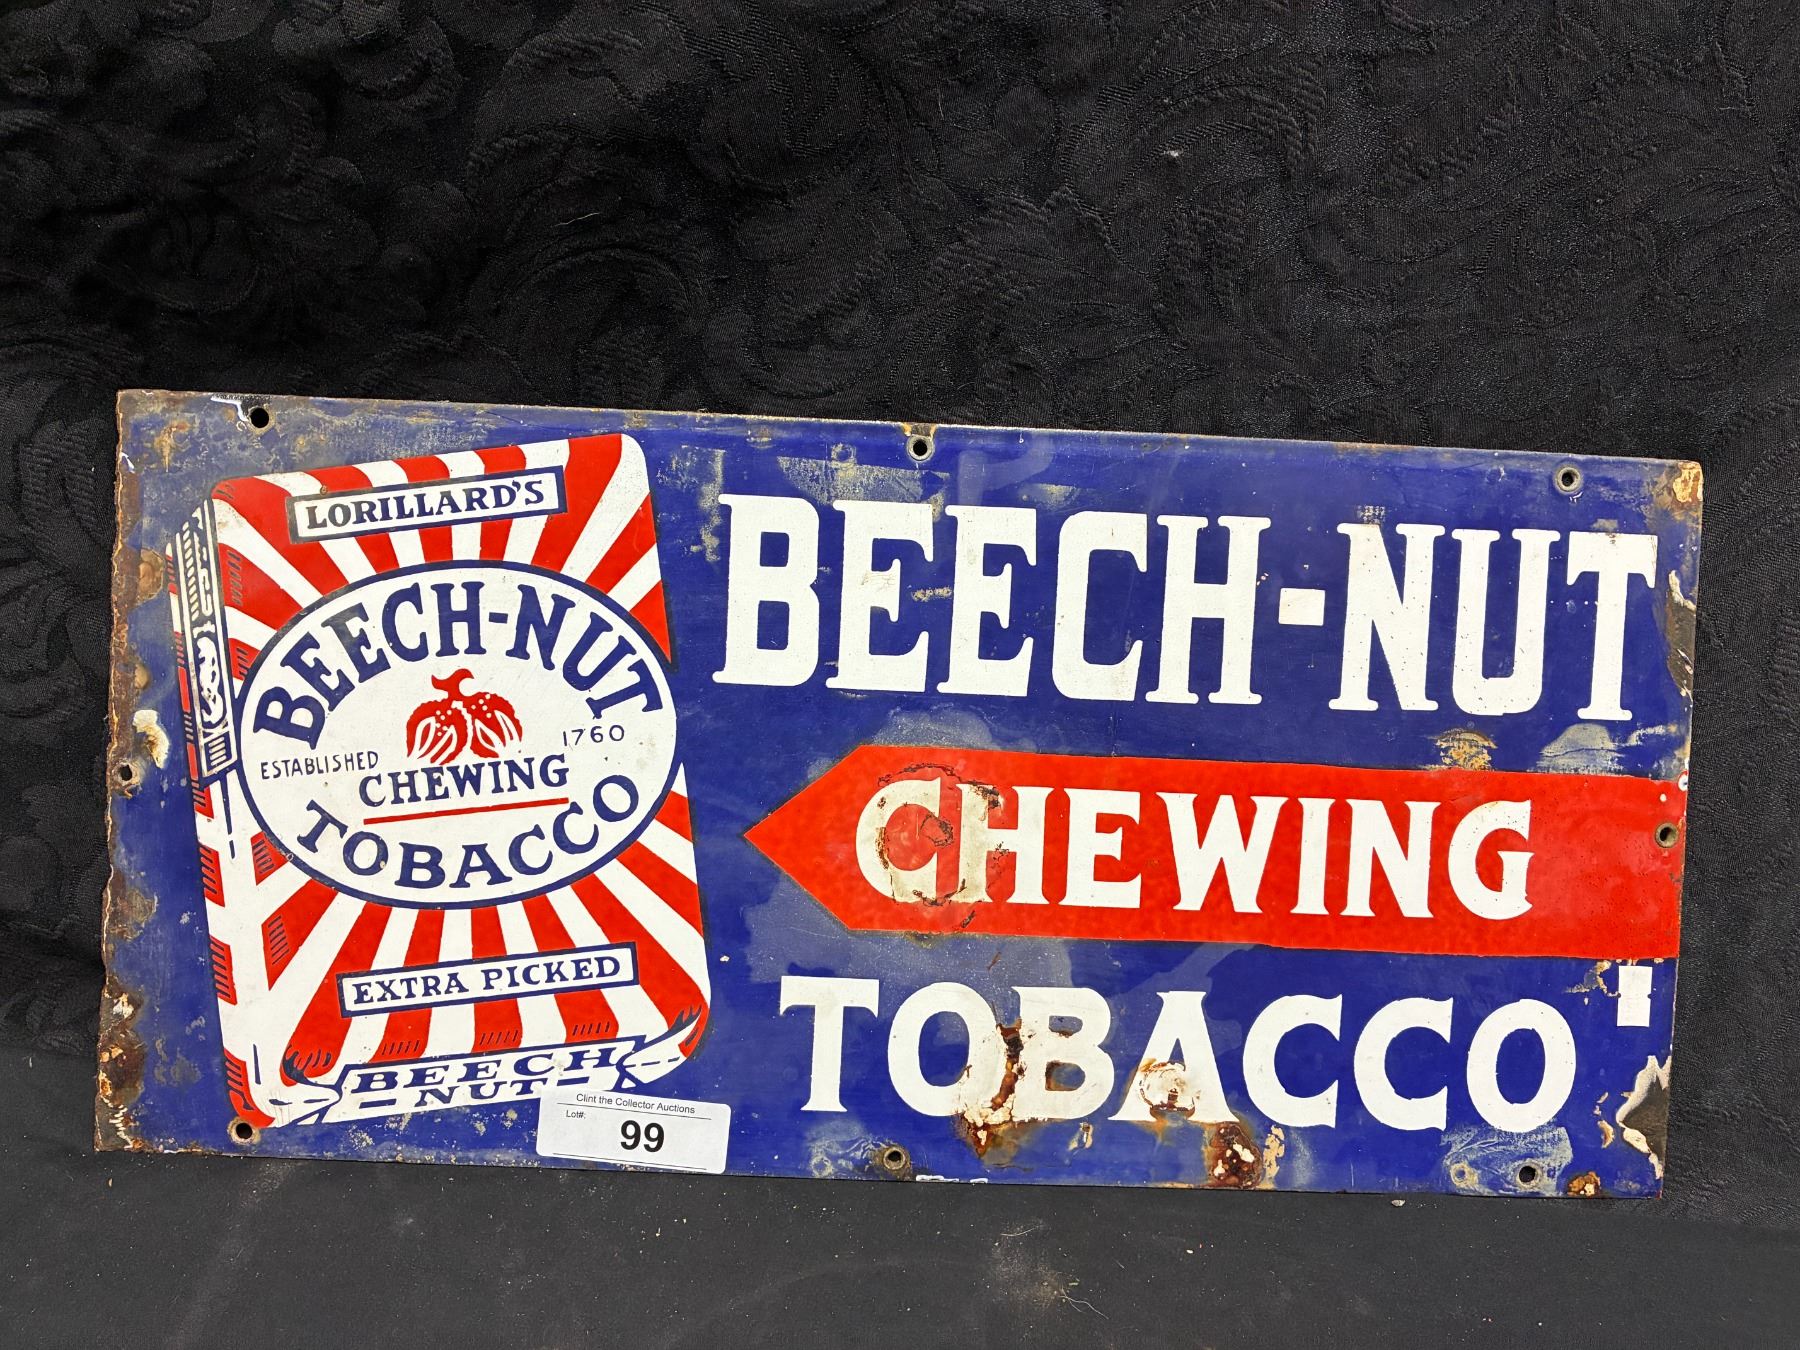 LORILLARD'S
BEECH-NUT
ESTABLISHED 1760
CHEWING
TOBACCO
EXTRA PICKED
BEECH
-NUT-
BEECH-NUT
CHEWING
TOBACCO
Clint the Collector Auctions
Lot#:
99